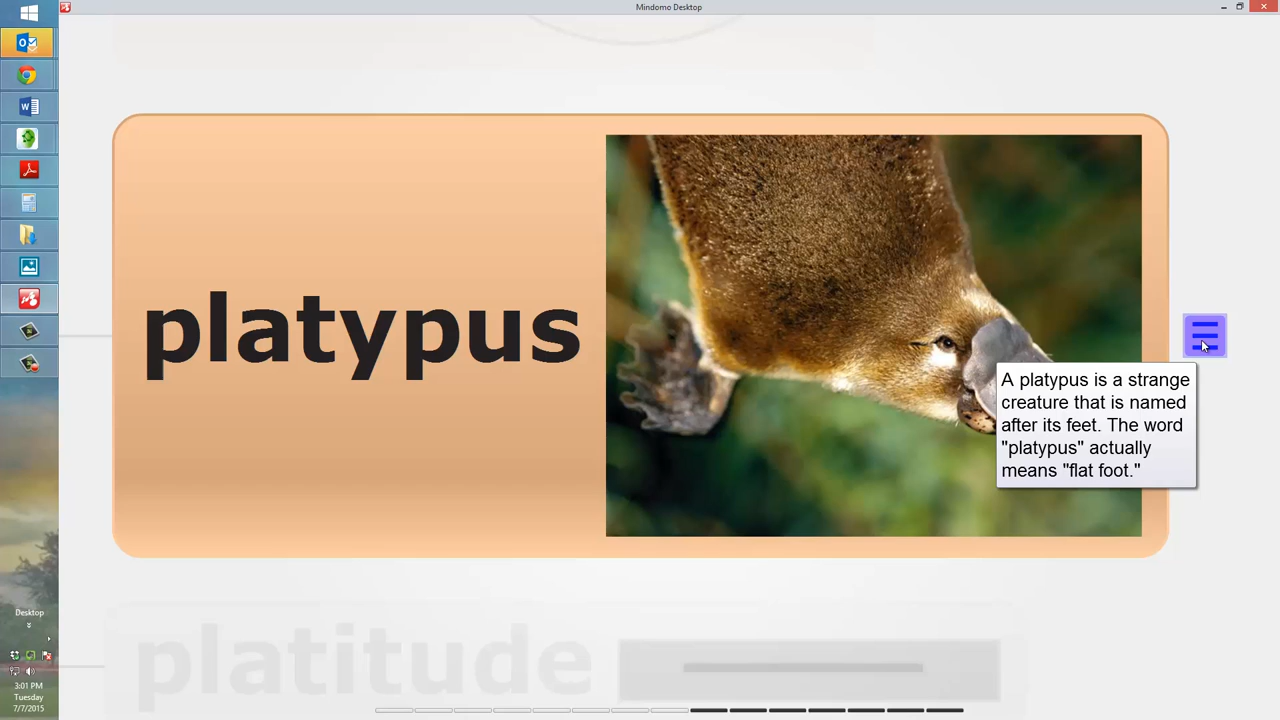 Mindomo Desktop
platypus
A platypus is a strange
creature that is named
after its feet. The word
"platypus" actually
means "flat foot."
platitude
Desktop
3:01 PM
Tuesday
7/7/2015